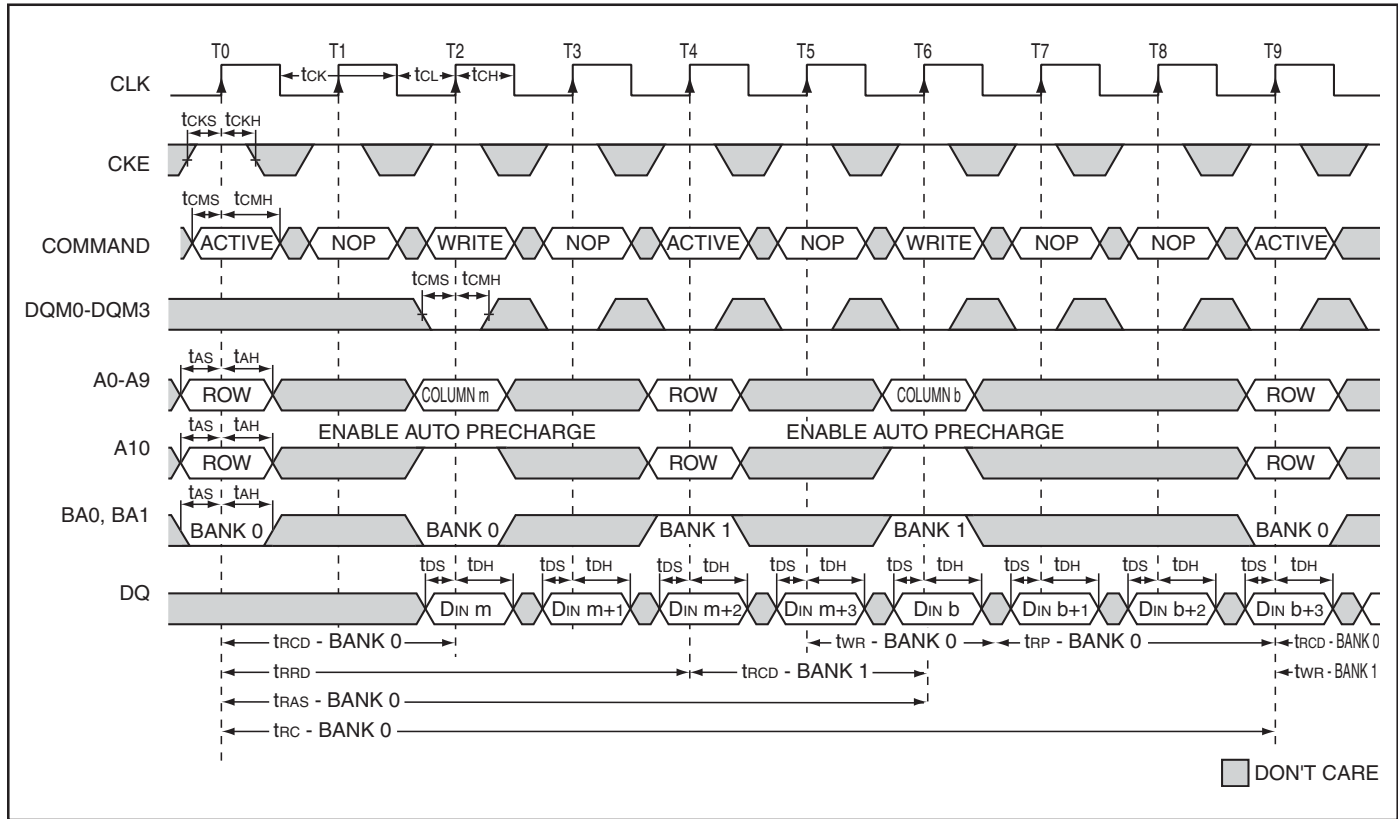 T0 T1 T2 T3 T4 T5 T6 T7 T8 T9
CLK tCK tCL tCH
tCKS tCKH
CKE
tCMS tCMH
COMMAND ACTIVE NOP WRITE NOP ACTIVE NOP WRITE NOP NOP ACTIVE
tCMS tCMH
DQM0-DQM3
tAS tAH
A0-A9 ROW COLUMN m ROW COLUMN b ROW
tAS tAH ENABLE AUTO PRECHARGE ENABLE AUTO PRECHARGE
A10 ROW ROW ROW
tAS tAH
BA0, BA1 BANK 0 BANK 0 BANK 1 BANK 1 BANK 0
tDS tDH tDS tDH tDS tDH tDS tDH tDS tDH tDS tDH tDS tDH tDS tDH
DQ DIN m DIN m+1 DIN m+2 DIN m+3 DIN b DIN b+1 DIN b+2 DIN b+3
tRCD - BANK 0 tWR - BANK 0 tRP - BANK 0 tRCD - BANK 0
tRRD tRCD - BANK 1 tWR - BANK 1
tRAS - BANK 0
tRC - BANK 0
DON'T CARE